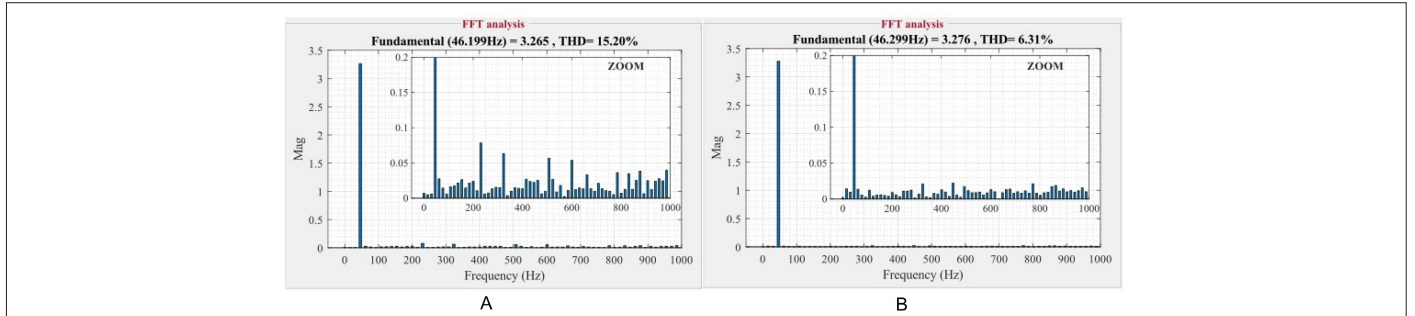 FFT analysis
Fundamental (46.199Hz) = 3.265 , THD= 15.20%
3.5
3
2.5
2
1.5
1
0.5
0
Mag
0.2
0.15
0.1
0.05
0
ZOOM
0 200 400 600 800 1000
0 100 200 300 400 500 600 700 800 900 1000
Frequency (Hz)
A
FFT analysis
Fundamental (46.299Hz) = 3.276 , THD= 6.31%
3.5
3
2.5
2
1.5
1
0.5
0
Mag
0.2
0.15
0.1
0.05
0
ZOOM
0 200 400 600 800 1000
0 100 200 300 400 500 600 700 800 900 1000
Frequency (Hz)
B